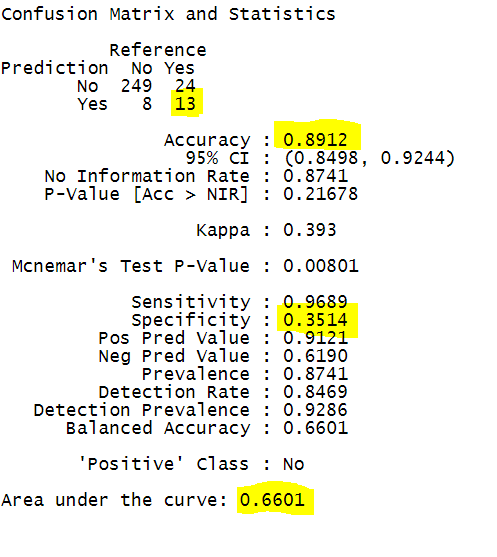 Confusion Matrix and Statistics
Reference
Prediction No Yes
No 249 24
Yes 8 13
Accuracy : 0.8912
95% CI : (0.8498, 0.9244)
No Information Rate : 0.8741
P-Value [Acc > NIR] : 0.21678
Kappa : 0.393
Mcnemar's Test P-Value : 0.00801
Sensitivity : 0.9689
Specificity : 0.3514
Pos Pred Value : 0.9121
Neg Pred Value : 0.6190
Prevalence : 0.8741
Detection Rate : 0.8469
Detection Prevalence : 0.9286
Balanced Accuracy : 0.6601
'Positive' Class : No
Area under the curve: 0.6601